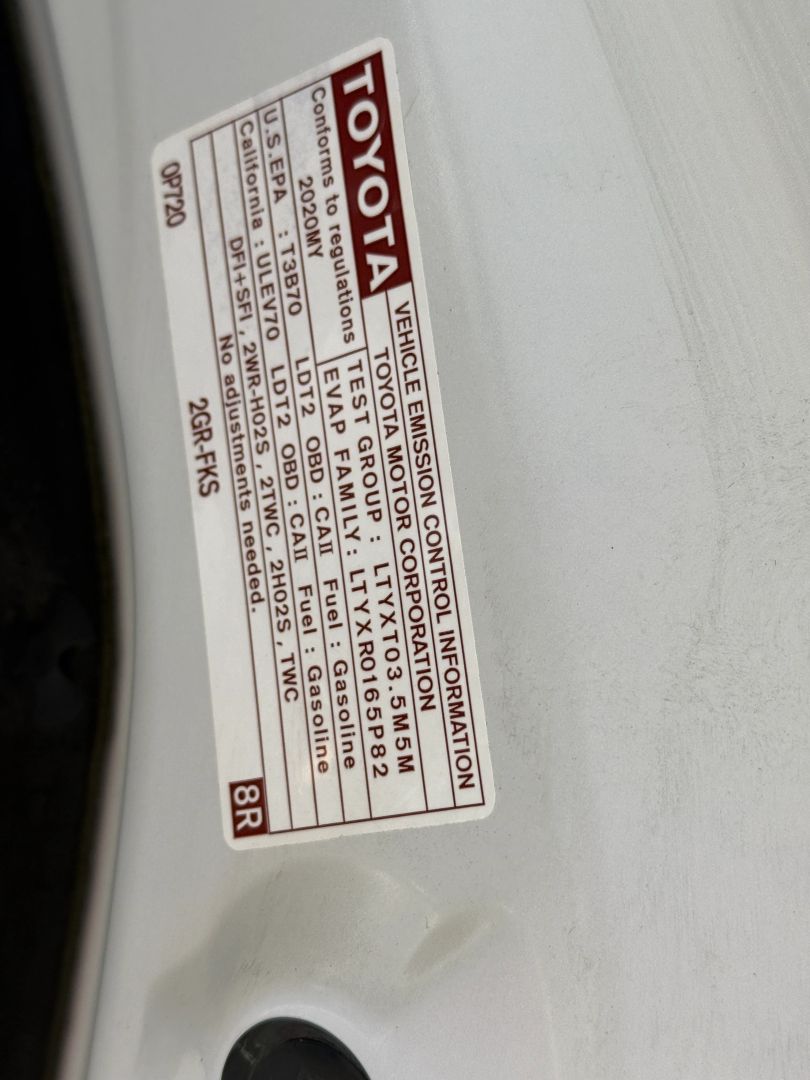 TOYOTA
VEHICLE EMISSION CONTROL INFORMATION
TOYOTA MOTOR CORPORATION
Conforms to regulations
2020MY
TEST GROUP : LTYXT03.5M5M
EVAP FAMILY : LTYXR0165P82
U.S.EPA : T3B70 LDT2 OBD : CAII Fuel : Gasoline
California : ULEV70 LDT2 OBD : CAII Fuel : Gasoline
DFI+SFI , 2WR-HO2S , 2TWC , 2HO2S , TWC
No adjustments needed.
0P720
2GR-FKS
8R